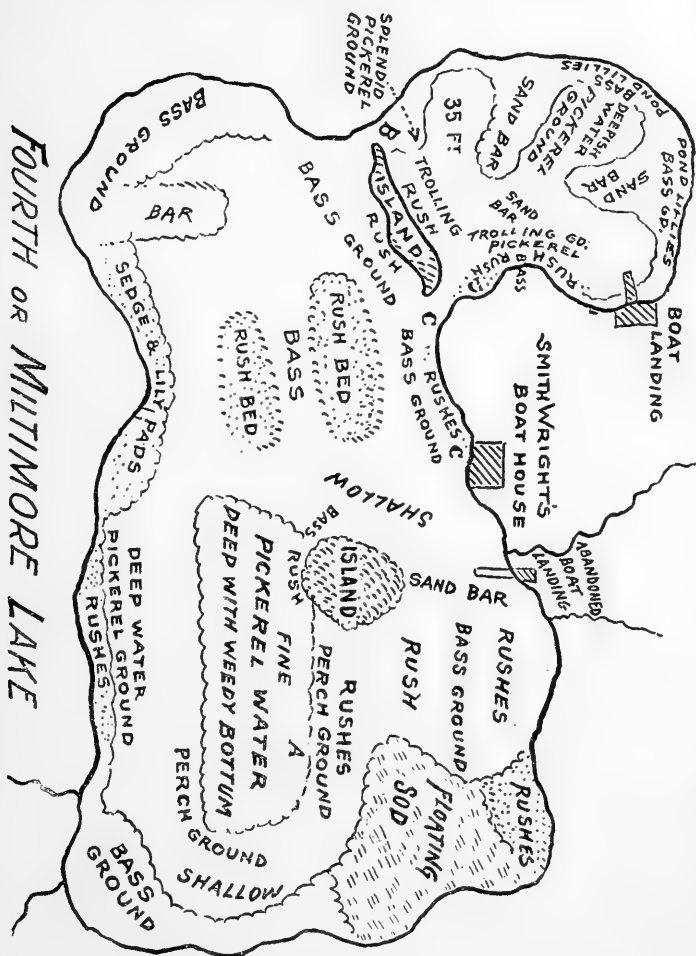 FOURTH OR MILTIMORE LAKE
SPLENDID
PICKEREL
GROUND
POND LILLIES
BASS
DEEPISH
WATER
PICKEREL
GROUND
SAND BAR
35 FT
POND LILLIES
BASS GD.
SAND
BAR
SAND
BAR
TROLLING GD.
PICKEREL
RUSH
BASS
RUSH
B
TROLLING
RUSH
ISLAND
RUSH
BOAT
LANDING
SMITH WRIGHT'S
BOAT HOUSE
ABANDONED
BOAT
LANDING
BASS GROUND
BAR
BASS GROUND
C
RUSHES
C
BASS GROUND
RUSH BED
BASS
RUSH BED
SEDGE & LILY PADS
SHALLOW
BASS
RUSH
ISLAND
SAND BAR
RUSHES
BASS GROUND
RUSH
RUSHES
FLOATING
SOD
RUSHES
PERCH GROUND
FINE A
PICKEREL WATER
DEEP WITH WEEDY BOTTUM
PERCH GROUND
SHALLOW
BASS
GROUND
DEEP WATER
PICKEREL GROUND
RUSHES